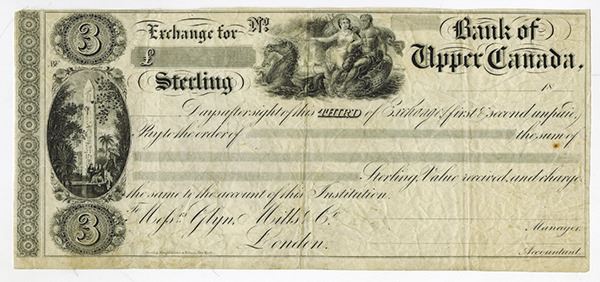 3
Exchange for
Nº
Bank of
Upper Canada,
£
Sterling
18
Days after sight of this THIRD of Exchange (first & second unpaid)
Pay to the order of the sum of
Sterling, Value received, and charge
the same to the account of this Institution.
To Messrs Glyn, Mills & Co.
London.
Manager.
Accountant.
3